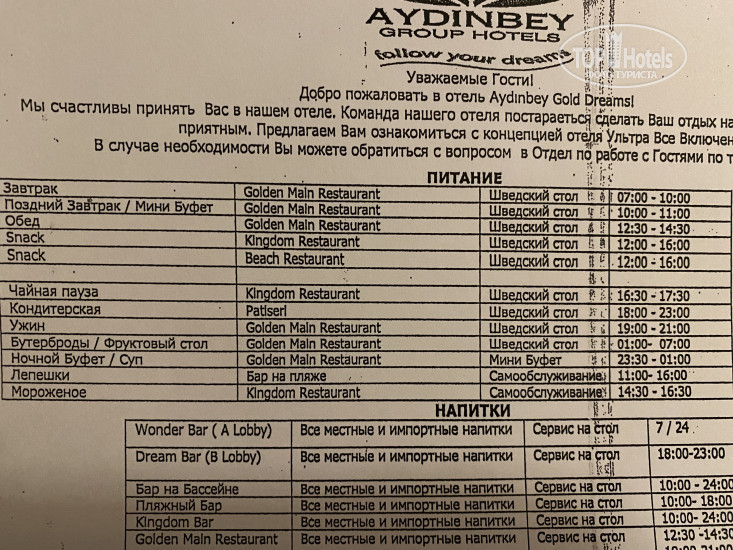 AYDINBEY
GROUP HOTELS
follow your dreams
TOPHotels
ФОТО ТУРИСТА
Уважаемые Гости!
Добро пожаловать в отель Aydınbey Gold Dreams!
Мы счастливы принять Вас в нашем отеле. Команда нашего отеля постараеться сделать Ваш отдых на
приятным. Предлагаем Вам ознакомиться с концепцией отеля Ультра Все Включен
В случае необходимости Вы можете обратиться с вопросом в Отдел по работе с Гостями по т
ПИТАНИЕ
Завтрак Golden Main Restaurant Шведский стол 07:00 - 10:00
Поздний Завтрак / Мини Буфет Golden Main Restaurant Шведский стол 10:00 - 11:00
Обед Golden Main Restaurant Шведский стол 12:30 - 14:30
Snack Kingdom Restaurant Шведский стол 12:00 - 16:00
Snack Beach Restaurant Шведский стол 12:00 - 16:00
Чайная пауза Kingdom Restaurant Шведский стол 16:30 - 17:30
Кондитерская Patiseri Шведский стол 18:00 - 23:00
Ужин Golden Main Restaurant Шведский стол 19:00 - 21:00
Бутерброды / Фруктовый стол Golden Main Restaurant Шведский стол 01:00- 07:00
Ночной Буфет / Суп Golden Main Restaurant Мини Буфет 23:30 - 01:00
Лепешки Бар на пляже Самообслуживание 11:00- 16:00
Мороженое Kingdom Restaurant Самообслуживание 14:30 - 16:30
НАПИТКИ
Wonder Bar ( A Lobby) Все местные и импортные напитки Сервис на стол 7 / 24
Dream Bar (B Lobby) Все местные и импортные напитки Сервис на стол 18:00-23:00
Бар на Бассейне Все местные и импортные напитки Сервис на стол 10:00 - 24:00
Пляжный Бар Все местные и импортные напитки Сервис на стол 10:00- 18:00
Kingdom Bar Все местные и импортные напитки Сервис на стол 10:00- 24:00
Golden Main Restaurant Все местные и импортные напитки Сервис на стол 12:30 -14:30